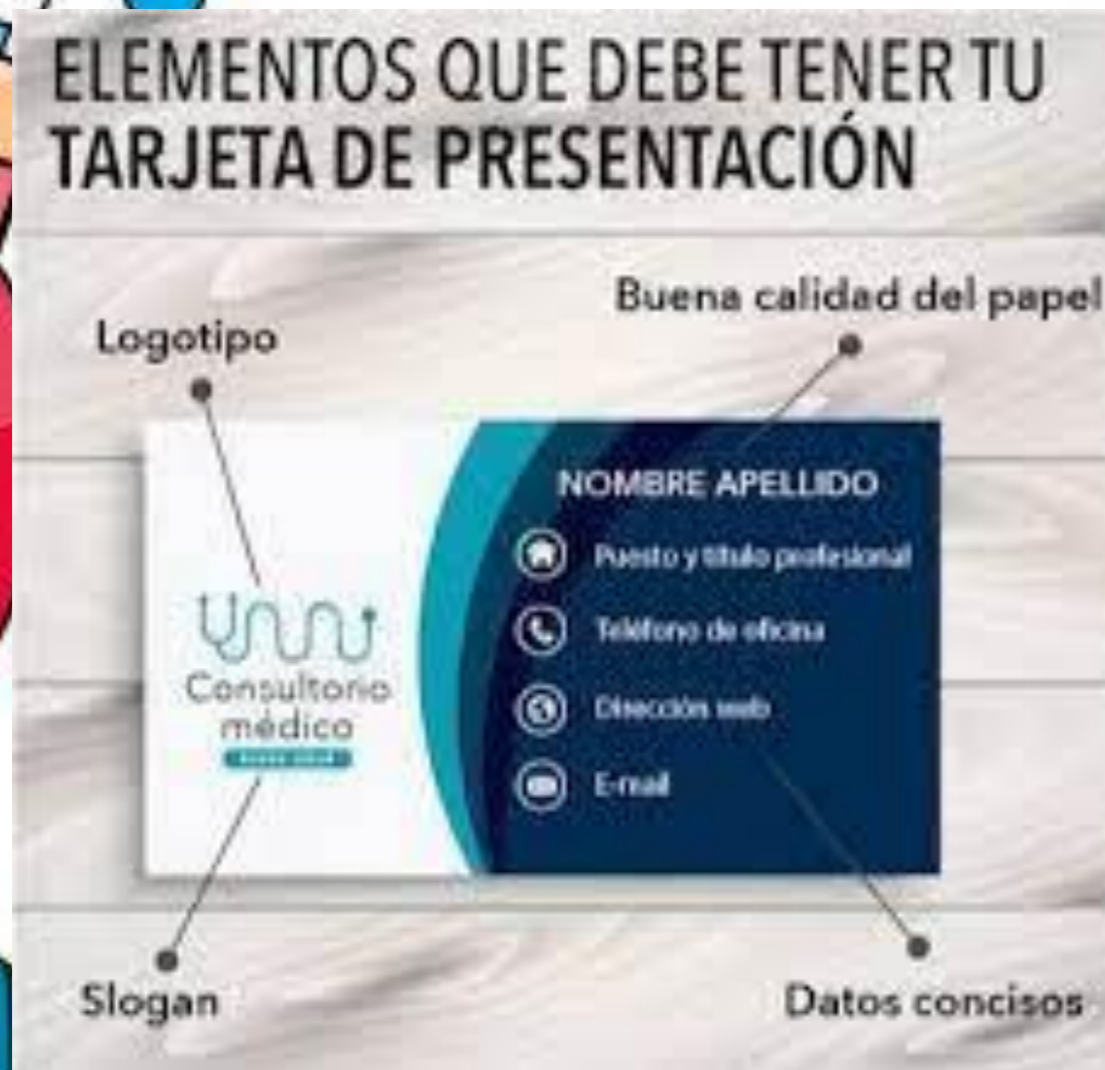 ELEMENTOS QUE DEBE TENER TU
TARJETA DE PRESENTACIÓN
Buena calidad del papel
Logotipo
NOMBRE APELLIDO
Puesto y título profesional
Teléfono de oficina
Dirección web
E-mail
Consultorio
médico
Slogan
Datos concisos